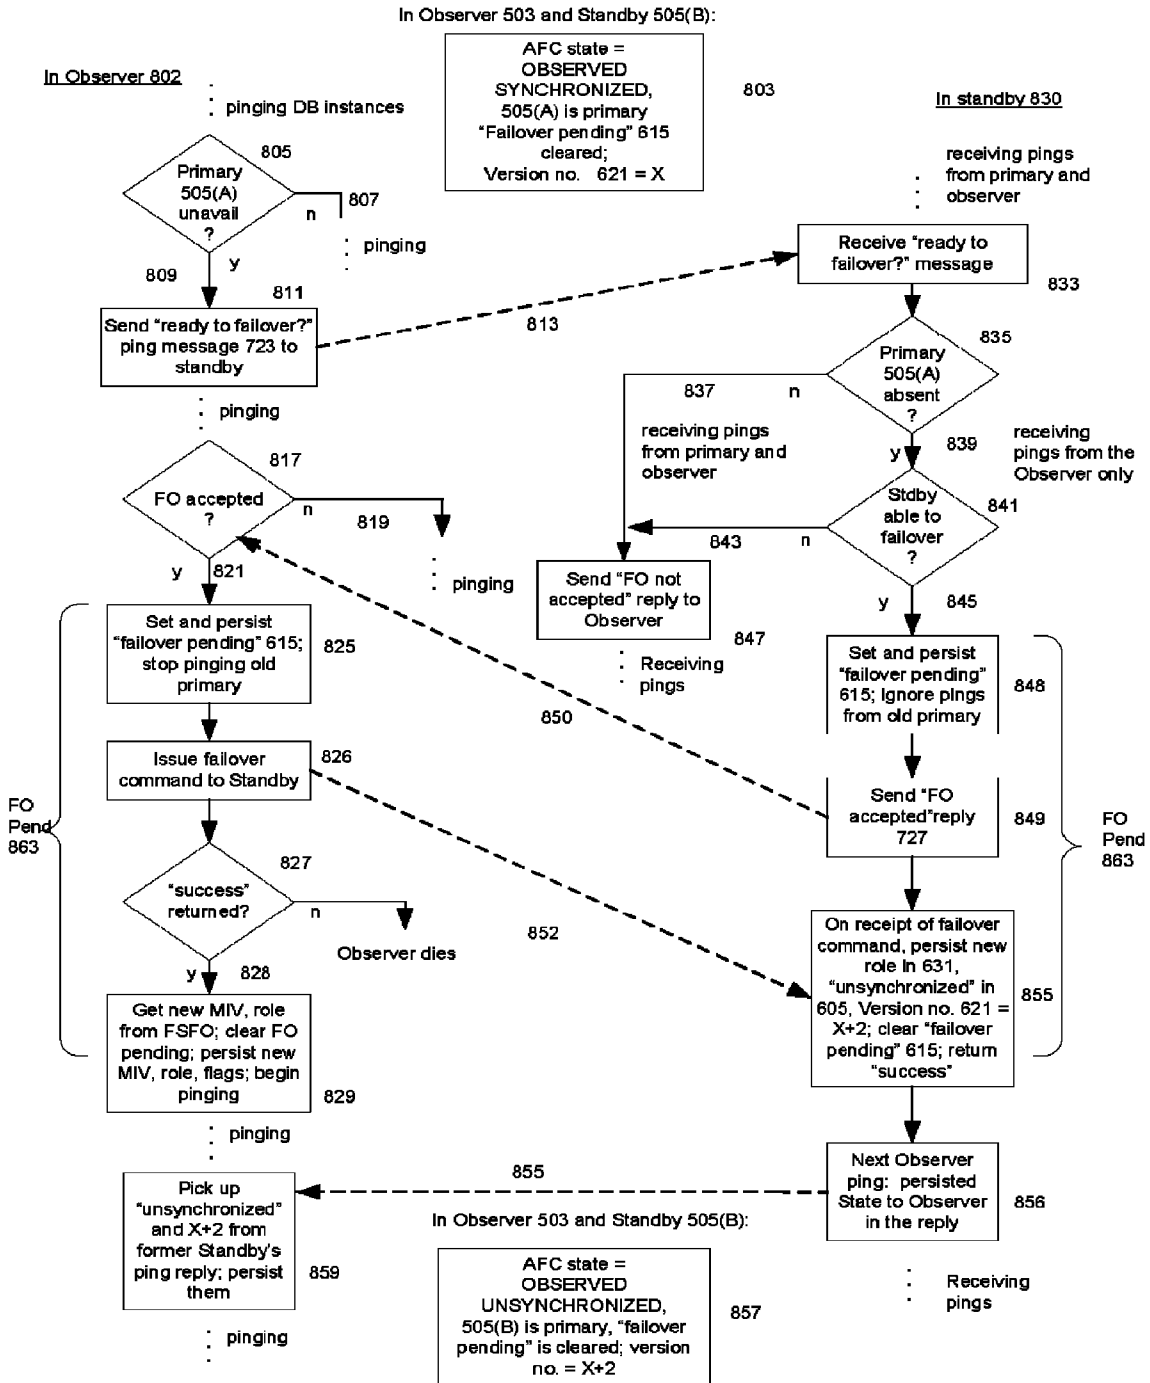 In Observer 503 and Standby 505(B):
AFC state =
OBSERVED
SYNCHRONIZED,
505(A) is primary
"Failover pending" 615
cleared;
Version no. 621 = X
803
In Observer 802
pinging DB instances
805
Primary
505(A)
unavail
?
n
807
pinging
y
809
811
Send "ready to failover?"
ping message 723 to
standby
813
pinging
817
FO accepted
?
n
819
pinging
y
821
Set and persist
"failover pending" 615;
stop pinging old
primary
825
Issue failover
command to Standby
826
FO
Pend
863
827
"success"
returned?
n
Observer dies
y
828
Get new MIV, role
from FSFO; clear FO
pending; persist new
MIV, role, flags; begin
pinging
829
pinging
Pick up
"unsynchronized"
and X+2 from
former Standby's
ping reply; persist
them
859
pinging
In standby 830
receiving pings
from primary and
observer
Receive "ready to
failover?" message
833
835
Primary
505(A)
absent
?
837
n
receiving pings
from primary and
observer
y
839
receiving
pings from the
Observer only
841
Stdby
able to
failover
?
843
n
Send "FO not
accepted" reply to
Observer
847
Receiving
pings
y
845
Set and persist
"failover pending"
615; ignore pings
from old primary
848
850
Send "FO
accepted"reply
727
849
FO
Pend
863
852
On receipt of failover
command, persist new
role in 631,
"unsynchronized" in
605, Version no. 621 =
X+2; clear "failover
pending" 615; return
"success"
855
855
Next Observer
ping: persisted
State to Observer
in the reply
856
Receiving
pings
In Observer 503 and Standby 505(B):
AFC state =
OBSERVED
UNSYNCHRONIZED,
505(B) is primary, "failover
pending" is cleared; version
no. = X+2
857